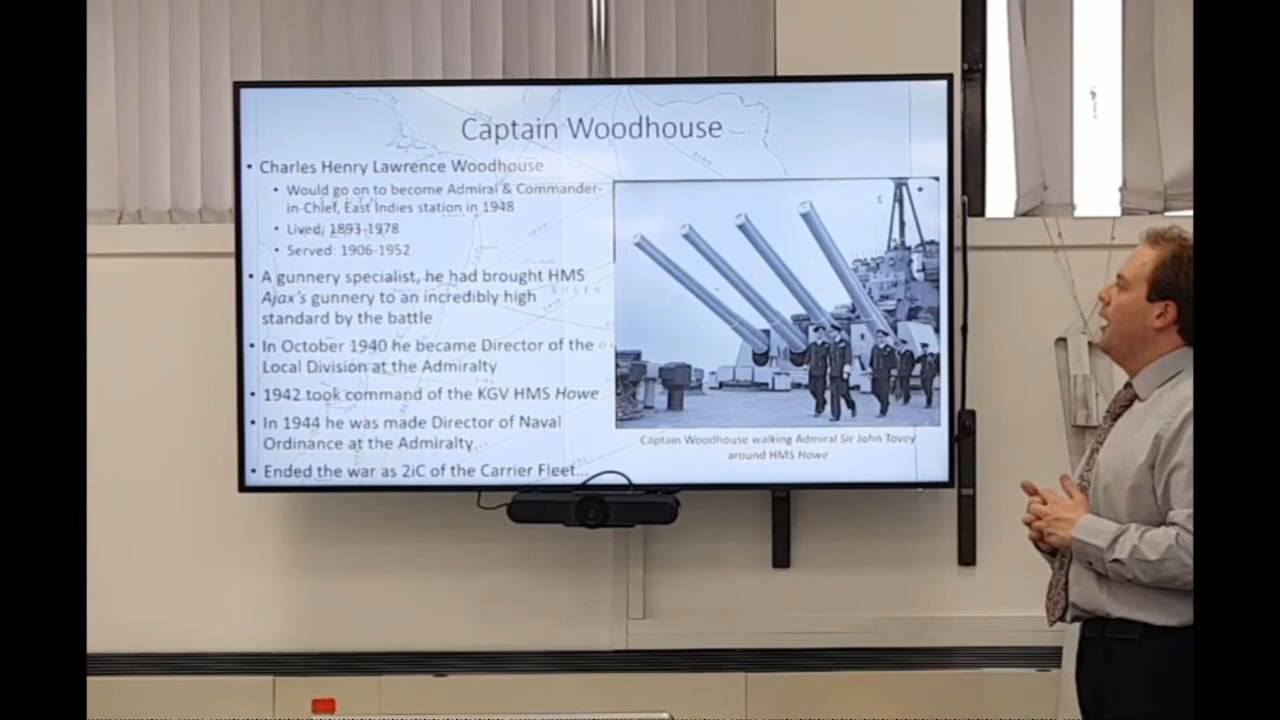 Captain Woodhouse
• Charles Henry Lawrence Woodhouse
• Would go on to become Admiral & Commander-
in-Chief, East Indies station in 1948
• Lived: 1893-1978
• Served: 1906-1952
• A gunnery specialist, he had brought HMS
Ajax's gunnery to an incredibly high
standard by the battle
• In October 1940 he became Director of the
Local Division at the Admiralty
• 1942 took command of the KGV HMS Howe
• In 1944 he was made Director of Naval
Ordinance at the Admiralty...
• Ended the war as 2iC of the Carrier Fleet...
Captain Woodhouse walking Admiral Sir John Tovey
around HMS Howe